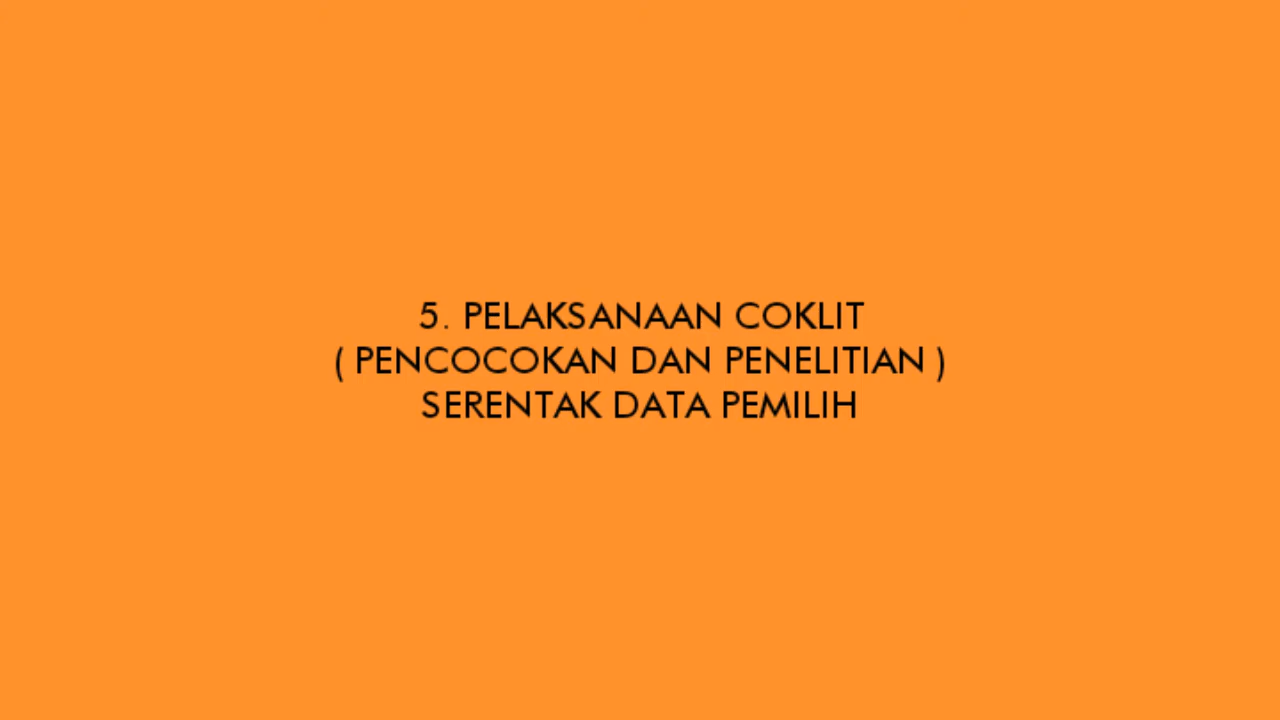 5. PELAKSANAAN COKLIT
( PENCOCOKAN DAN PENELITIAN )
SERENTAK DATA PEMILIH